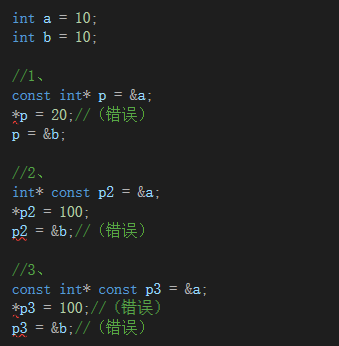 int a = 10;
int b = 10;
//1、
const int* p = &a;
*p = 20;//（错误）
p = &b;
//2、
int* const p2 = &a;
*p2 = 100;
p2 = &b;//（错误）
//3、
const int* const p3 = &a;
*p3 = 100;//（错误）
p3 = &b;//（错误）